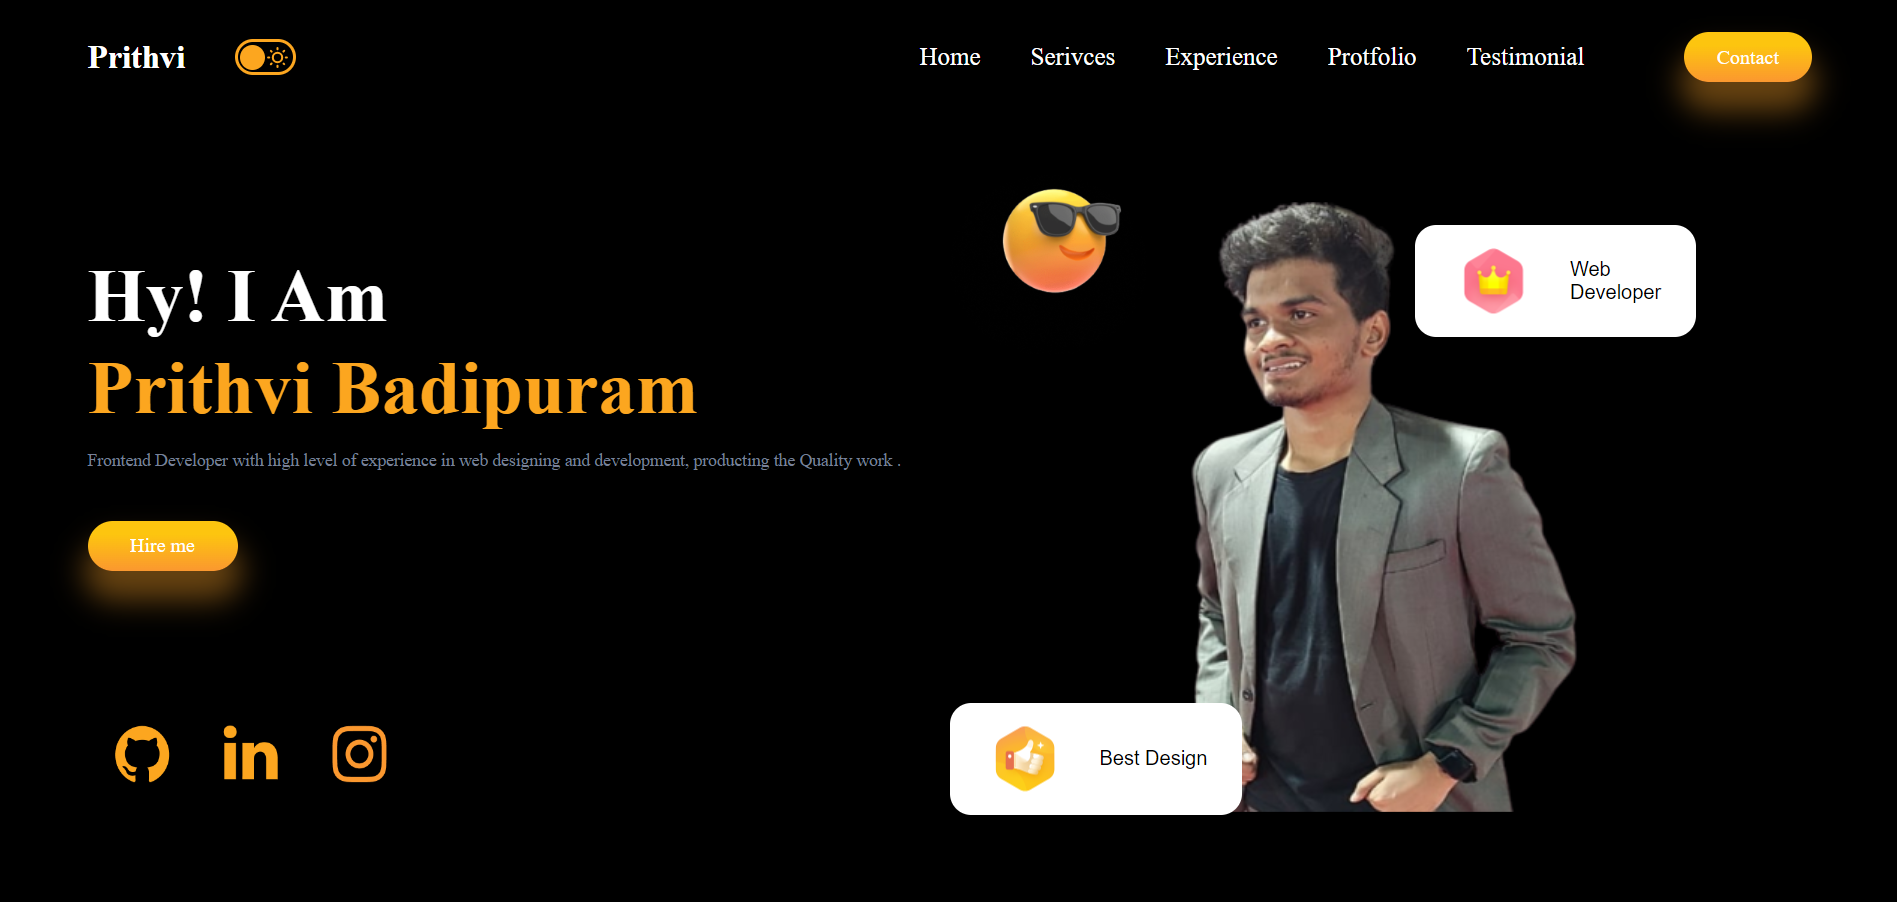 Prithvi
Home Serivces Experience Protfolio Testimonial Contact
Hy! I Am
Prithvi Badipuram
Frontend Developer with high level of experience in web designing and development, producting the Quality work .
Hire me
Web
Developer
Best Design